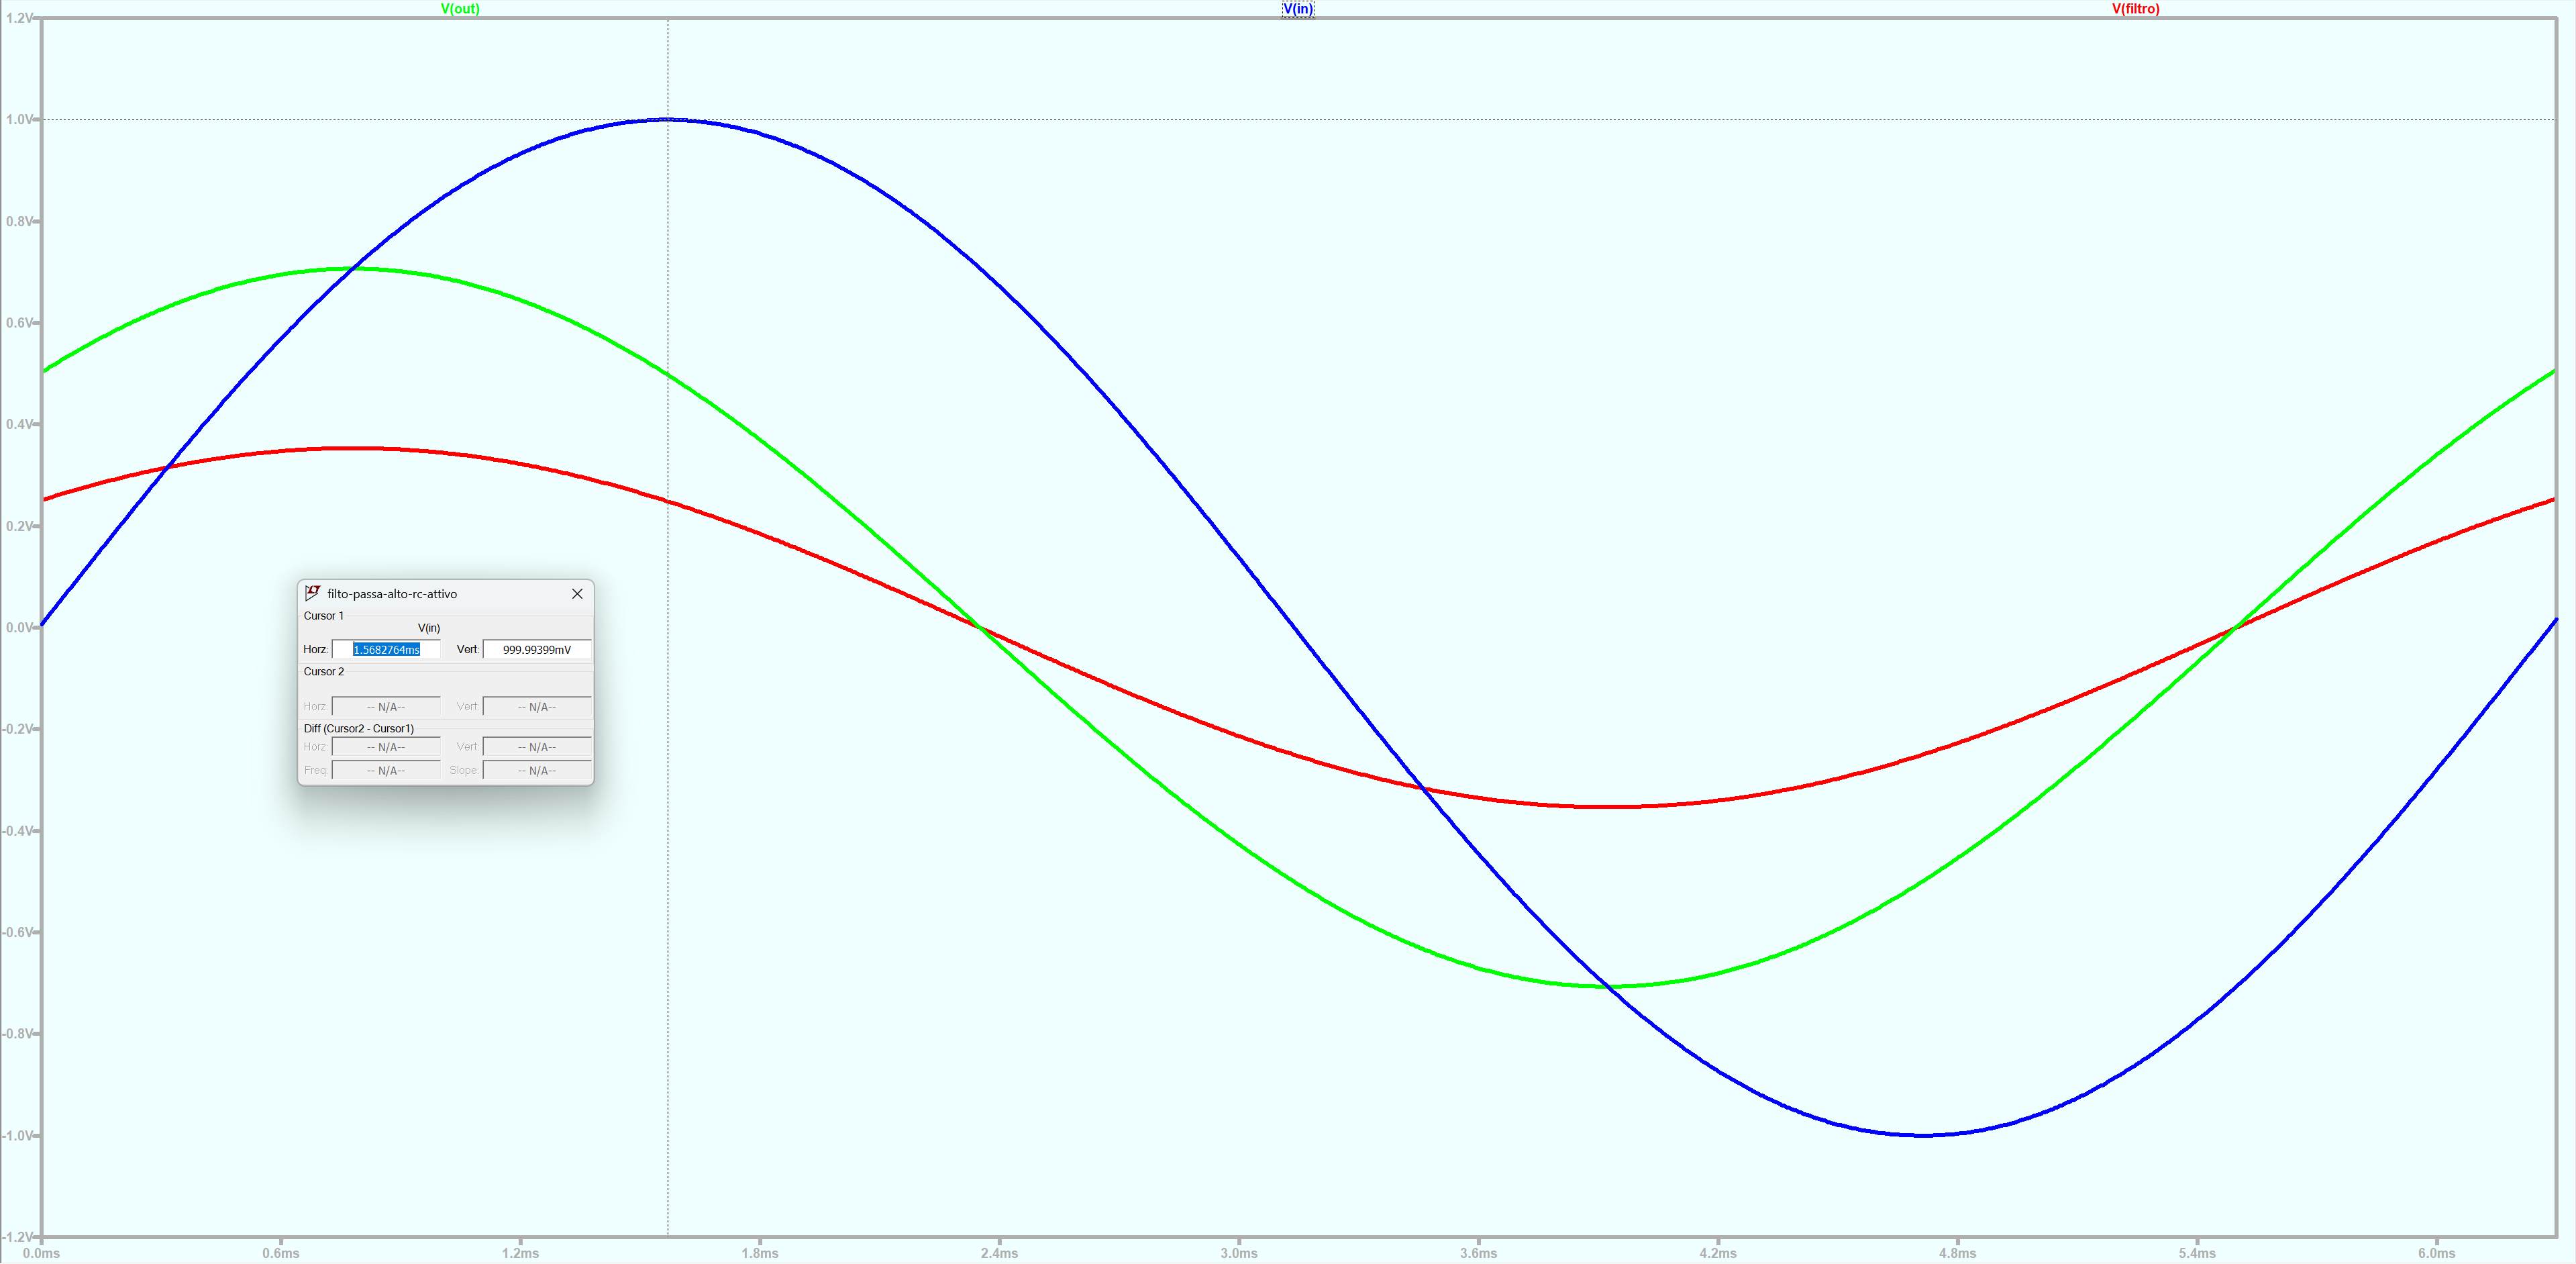 V(out) V(in) V(filtro)
1.2V
1.0V
0.8V
0.6V
0.4V
0.2V
0.0V
-0.2V
-0.4V
-0.6V
-0.8V
-1.0V
-1.2V
filto-passa-alto-rc-attivo
Cursor 1
V(in)
Horz: 1.5682764ms Vert: 999.99399mV
Cursor 2
Horz: -- N/A-- Vert: -- N/A--
Diff (Cursor2 - Cursor1)
Horz: -- N/A-- Vert: -- N/A--
Freq: -- N/A-- Slope: -- N/A--
0.0ms 0.6ms 1.2ms 1.8ms 2.4ms 3.0ms 3.6ms 4.2ms 4.8ms 5.4ms 6.0ms